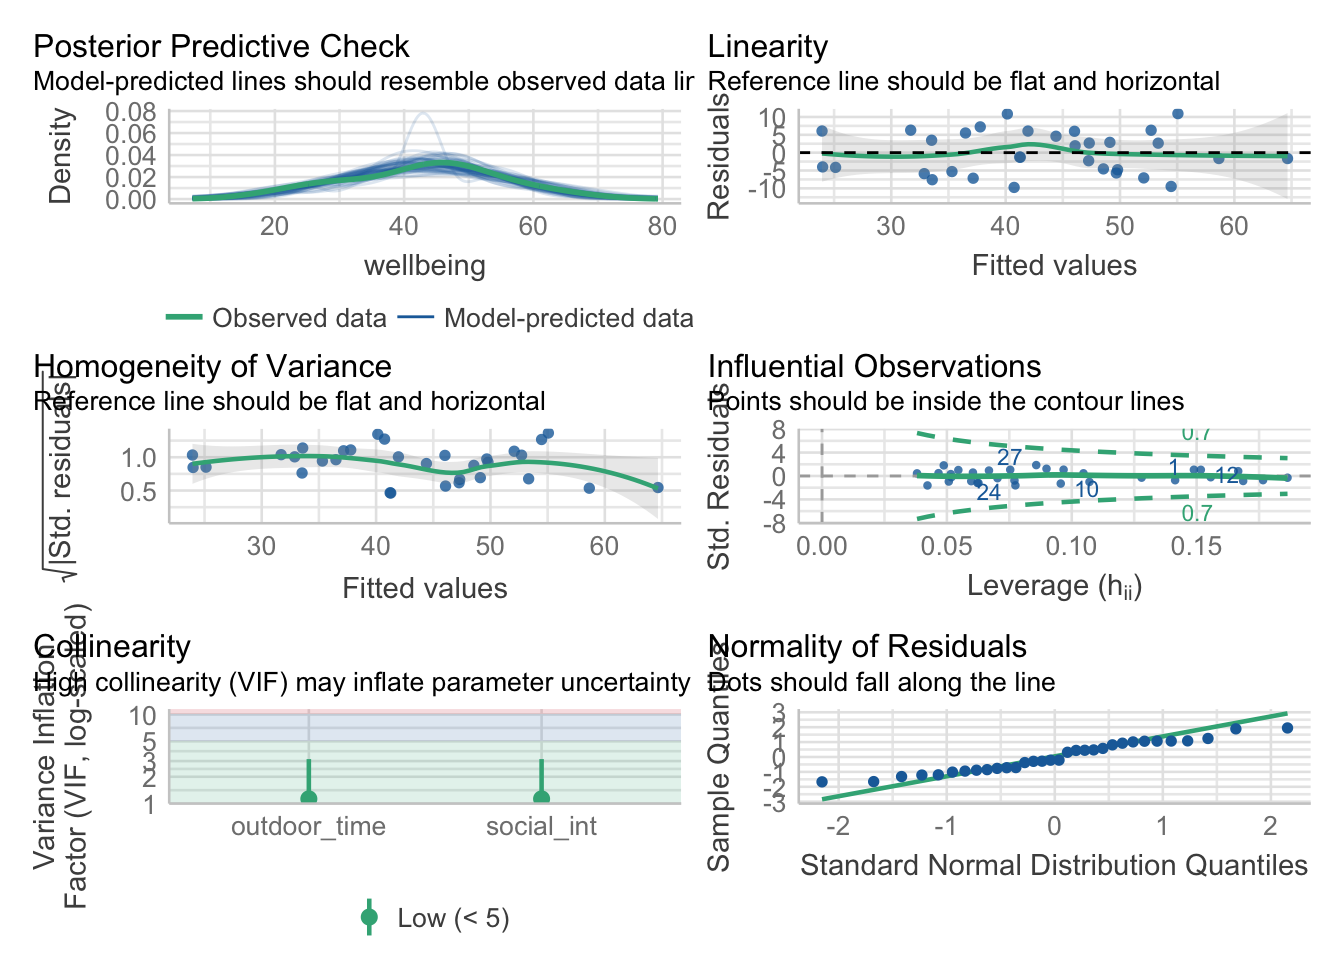 Posterior Predictive Check
Model-predicted lines should resemble observed data lin
Density
0.08
0.06
0.04
0.02
0.00
20
40
60
80
wellbeing
Observed data
Model-predicted data
Linearity
Reference line should be flat and horizontal
Residuals
10
5
0
-5
-10
30
40
50
60
Fitted values
Homogeneity of Variance
Reference line should be flat and horizontal
√|Std. residuals|
1.0
0.5
30
40
50
60
Fitted values
Influential Observations
Points should be inside the contour lines
Std. Residuals
8
4
0
-4
-8
0.7
27
1
12
24
10
0.7
0.00
0.05
0.10
0.15
Leverage (hii)
Collinearity
High collinearity (VIF) may inflate parameter uncertainty
Variance Inflation
Factor (VIF, log-scaled)
10
5
3
2
1
outdoor_time
social_int
Low (< 5)
Normality of Residuals
Dots should fall along the line
Sample Quantiles
3
2
1
0
-1
-2
-3
-2
-1
0
1
2
Standard Normal Distribution Quantiles